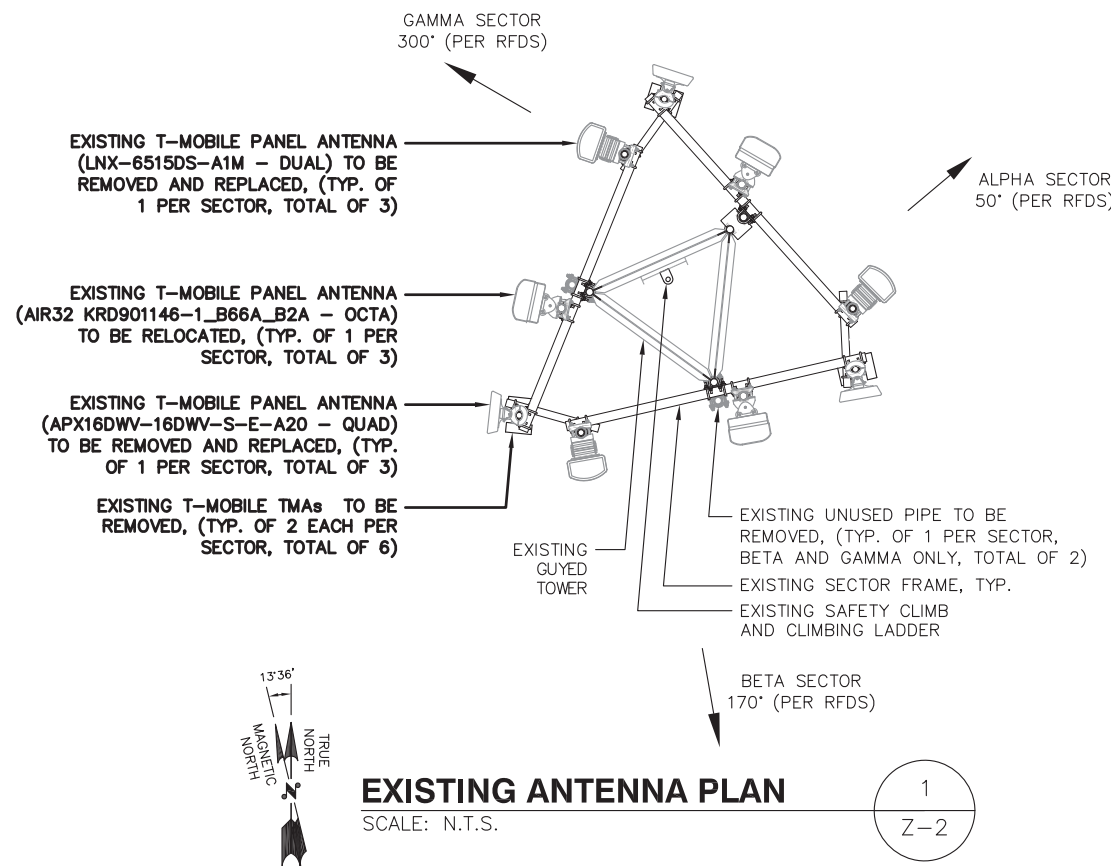 GAMMA SECTOR
300° (PER RFDS)
EXISTING T-MOBILE PANEL ANTENNA
(LNX-6515DS-A1M - DUAL) TO BE
REMOVED AND REPLACED, (TYP. OF
1 PER SECTOR, TOTAL OF 3)
ALPHA SECTOR
50° (PER RFDS)
EXISTING T-MOBILE PANEL ANTENNA
(AIR32 KRD901146-1_B66A_B2A - OCTA)
TO BE RELOCATED, (TYP. OF 1 PER
SECTOR, TOTAL OF 3)
EXISTING T-MOBILE PANEL ANTENNA
(APX16DWV-16DWV-S-E-A20 - QUAD)
TO BE REMOVED AND REPLACED, (TYP.
OF 1 PER SECTOR, TOTAL OF 3)
EXISTING T-MOBILE TMAs TO BE
REMOVED, (TYP. OF 2 EACH PER
SECTOR, TOTAL OF 6)
EXISTING
GUYED
TOWER
EXISTING UNUSED PIPE TO BE
REMOVED, (TYP. OF 1 PER SECTOR,
BETA AND GAMMA ONLY, TOTAL OF 2)
EXISTING SECTOR FRAME, TYP.
EXISTING SAFETY CLIMB
AND CLIMBING LADDER
BETA SECTOR
170° (PER RFDS)
13°36'
TRUE
NORTH
MAGNETIC
NORTH
N
EXISTING ANTENNA PLAN
SCALE: N.T.S.
1
Z-2